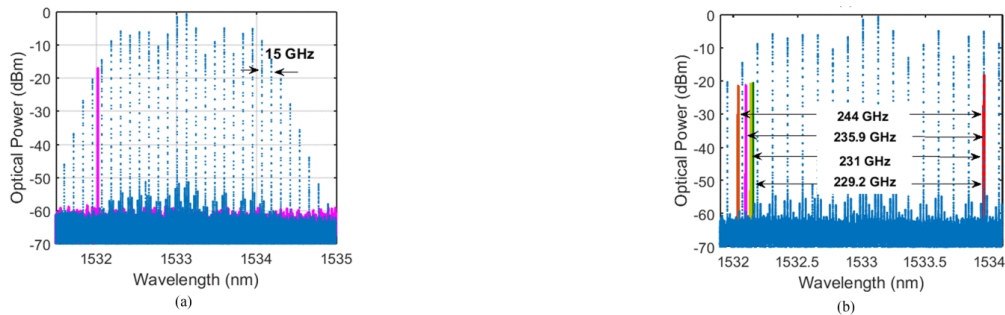 0
-10
-20
-30
-40
-50
-60
-70
Optical Power (dBm)
15 GHz
1532
1533
1534
1535
Wavelength (nm)
(a)
0
-10
-20
-30
-40
-50
-60
-70
Optical Power (dBm)
244 GHz
235.9 GHz
231 GHz
229.2 GHz
1532
1532.5
1533
1533.5
1534
Wavelength (nm)
(b)